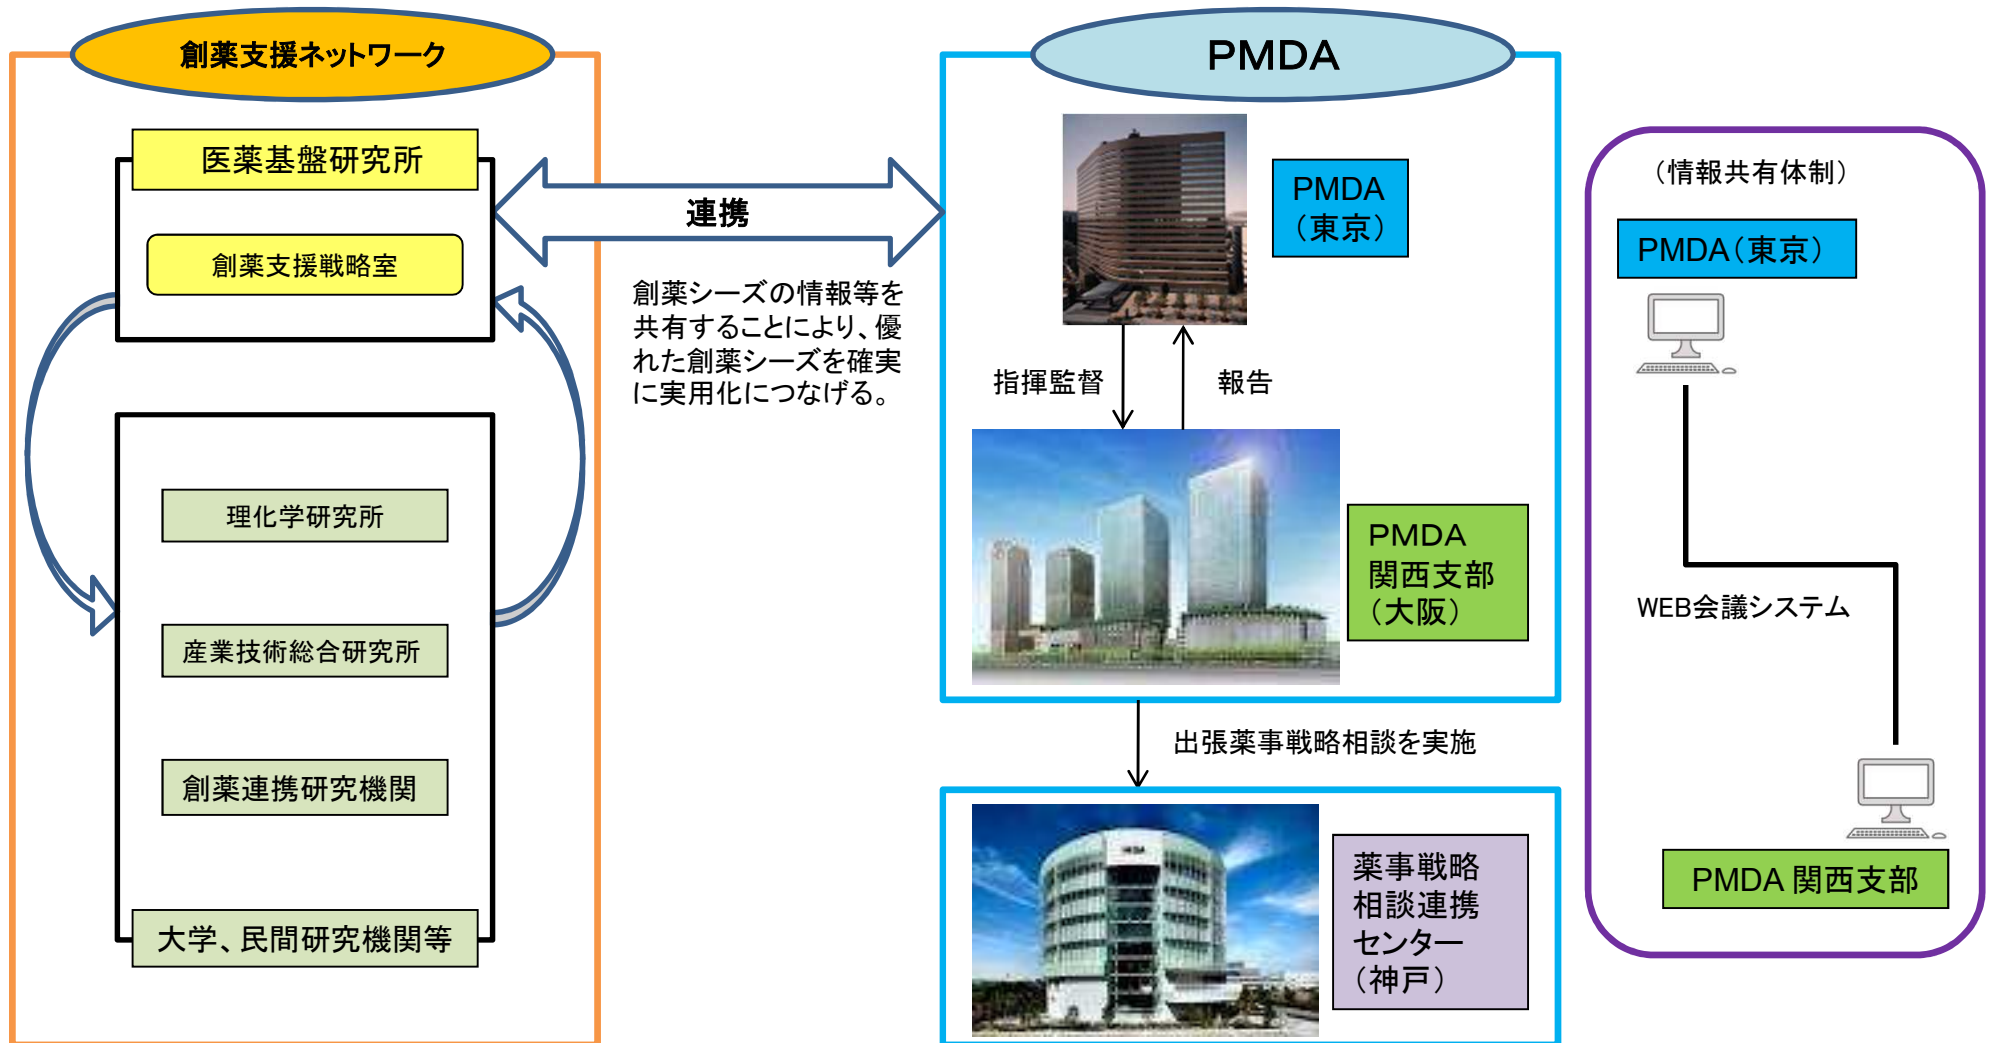 創薬支援ネットワーク
医薬基盤研究所
創薬支援戦略室
理化学研究所
産業技術総合研究所
創薬連携研究機関
大学、民間研究機関等
連携
創薬シーズの情報等を
共有することにより、優
れた創薬シーズを確実
に実用化につなげる。
PMDA
PMDA
（東京）
指揮監督
報告
PMDA
関西支部
（大阪）
出張薬事戦略相談を実施
薬事戦略
相談連携
センター
（神戸）
（情報共有体制）
PMDA（東京）
WEB会議システム
PMDA 関西支部